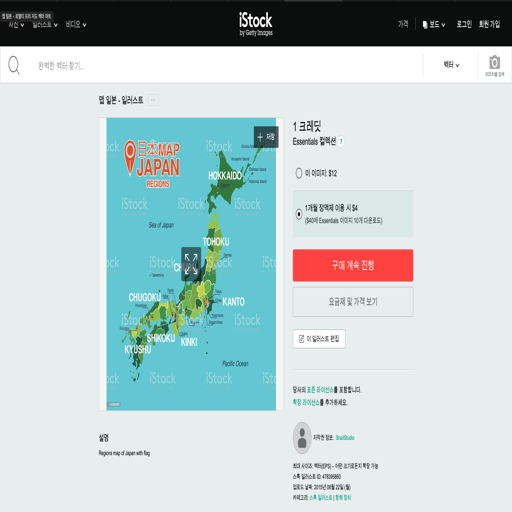 맵 일본 - 로열티 프리 지도 벡터 아트
사진
일러스트
비디오
iStock
by Getty Images
가격
보드
로그인
회원 가입
완벽한 벡터 찾기...
벡터
이미지별 검색
맵 일본 - 일러스트
저장
日本MAP
JAPAN
REGIONS
HOKKAIDO
Sea of Japan
TOHOKU
CHUGOKU
KANTO
SHIKOKU
KINKI
KYUSHU
Pacific Ocean
iStock
1 크레딧
Essentials 컬렉션 ?
이 이미지: $12
1개월 정액제 이용 시 $4
($40에 Essentials 이미지 10개 다운로드)
구매 계속 진행
요금제 및 가격 보기
이 일러스트 편집
당사의 표준 라이선스를 포함합니다.
확장 라이선스를 추가하세요.
저작권 정보: SnailStudio
설명
Regions map of Japan with flag
최대 사이즈: 벡터(EPS) – 어떤 크기로든지 확장 가능
스톡 일러스트 ID: 478395860
업로드 날짜: 2015년 06월 22일 (월)
카테고리: 스톡 일러스트 |